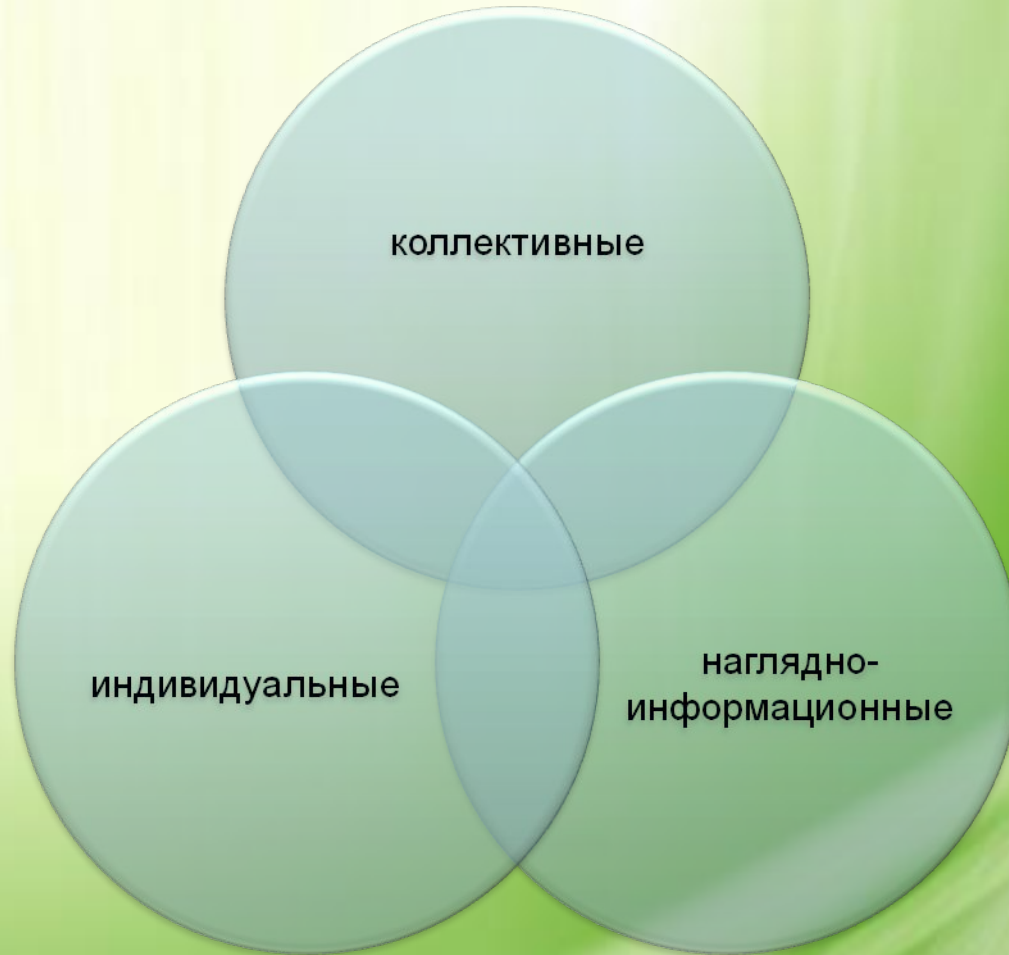 коллективные
индивидуальные
наглядно-
информационные